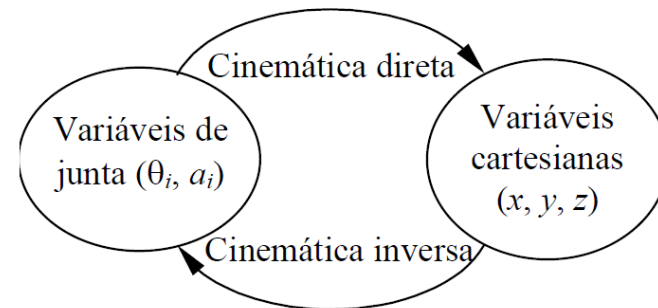 Cinemática direta
Variáveis de
junta (θi, ai)
Variáveis
cartesianas
(x, y, z)
Cinemática inversa